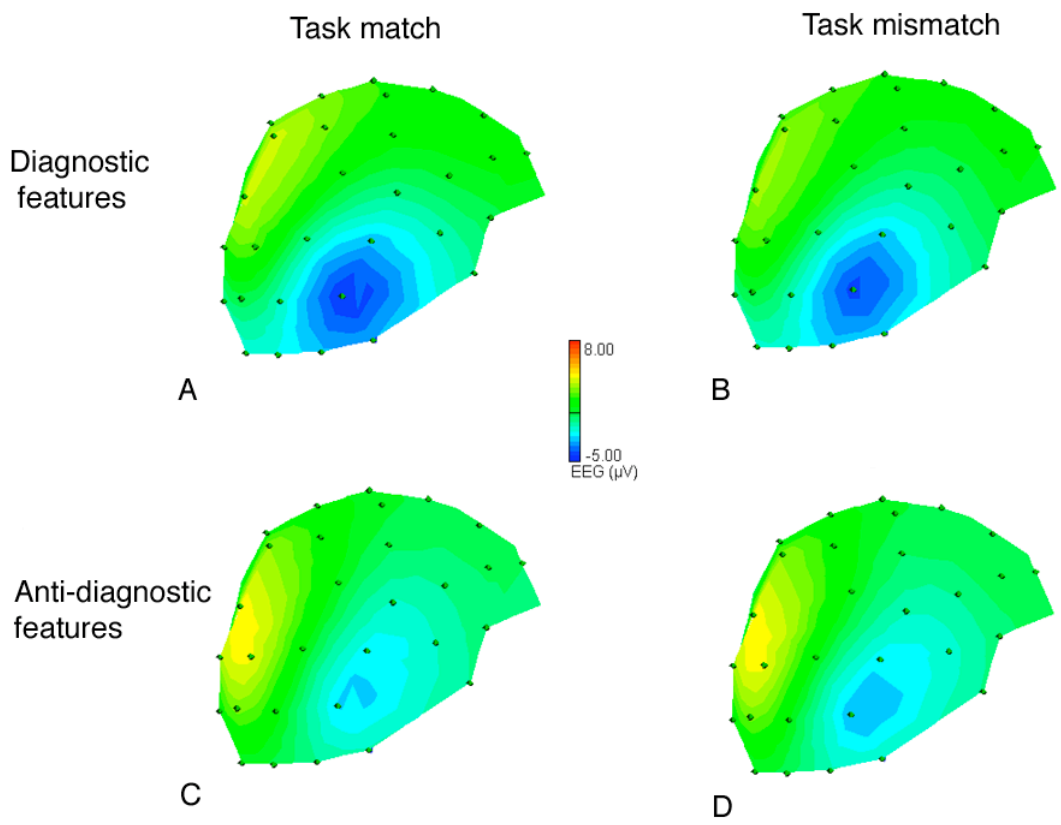 Task match
Task mismatch
Diagnostic
features
A
B
8.00
-5.00
EEG (µV)
Anti-diagnostic
features
C
D